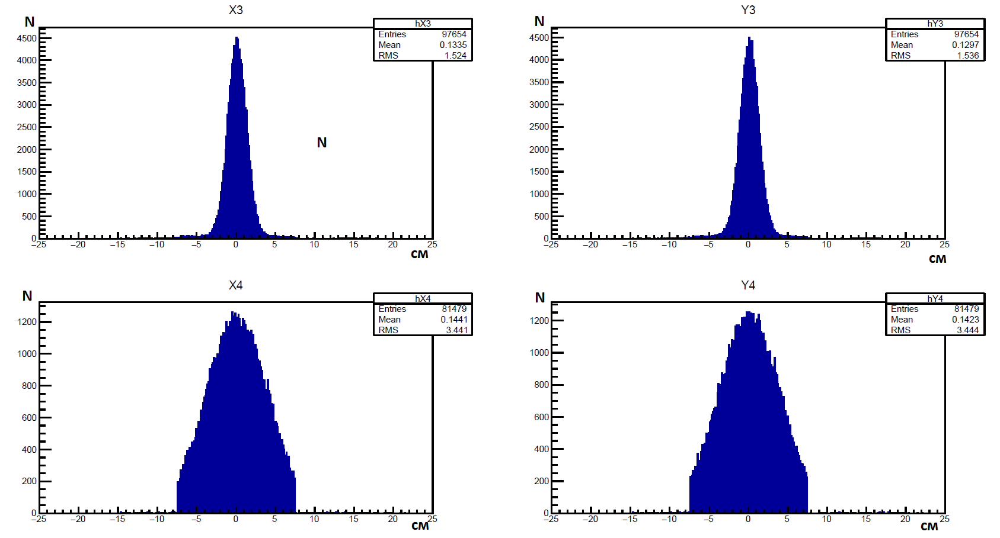 X3
N
hX3
Entries 97654
Mean 0.1335
RMS 1.524
4500
4000
3500
3000
2500
2000
1500
1000
500
0
N
−25 −20 −15 −10 −5 0 5 10 15 20 25
см
Y3
N
hY3
Entries 97654
Mean 0.1297
RMS 1.536
4500
4000
3500
3000
2500
2000
1500
1000
500
0
−25 −20 −15 −10 −5 0 5 10 15 20 25
см
X4
N
hX4
Entries 81479
Mean 0.1441
RMS 3.441
1200
1000
800
600
400
200
0
−25 −20 −15 −10 −5 0 5 10 15 20 25
см
Y4
N
hY4
Entries 81479
Mean 0.1423
RMS 3.444
1200
1000
800
600
400
200
0
−25 −20 −15 −10 −5 0 5 10 15 20 25
см